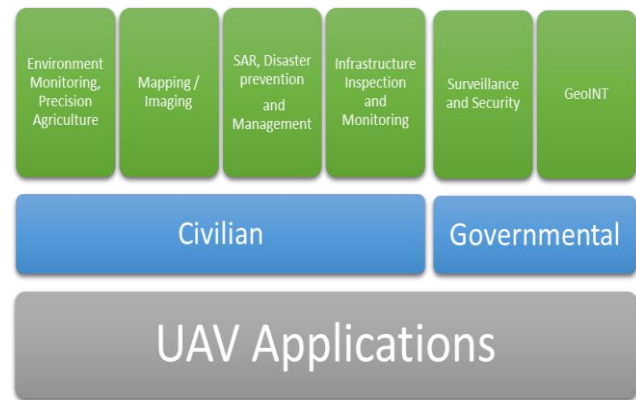 Environment
Monitoring,
Precision
Agriculture
Mapping /
Imaging
SAR, Disaster
prevention
and
Management
Infrastructure
Inspection
and
Monitoring
Surveillance
and Security
GeoINT
Civilian
Governmental
UAV Applications